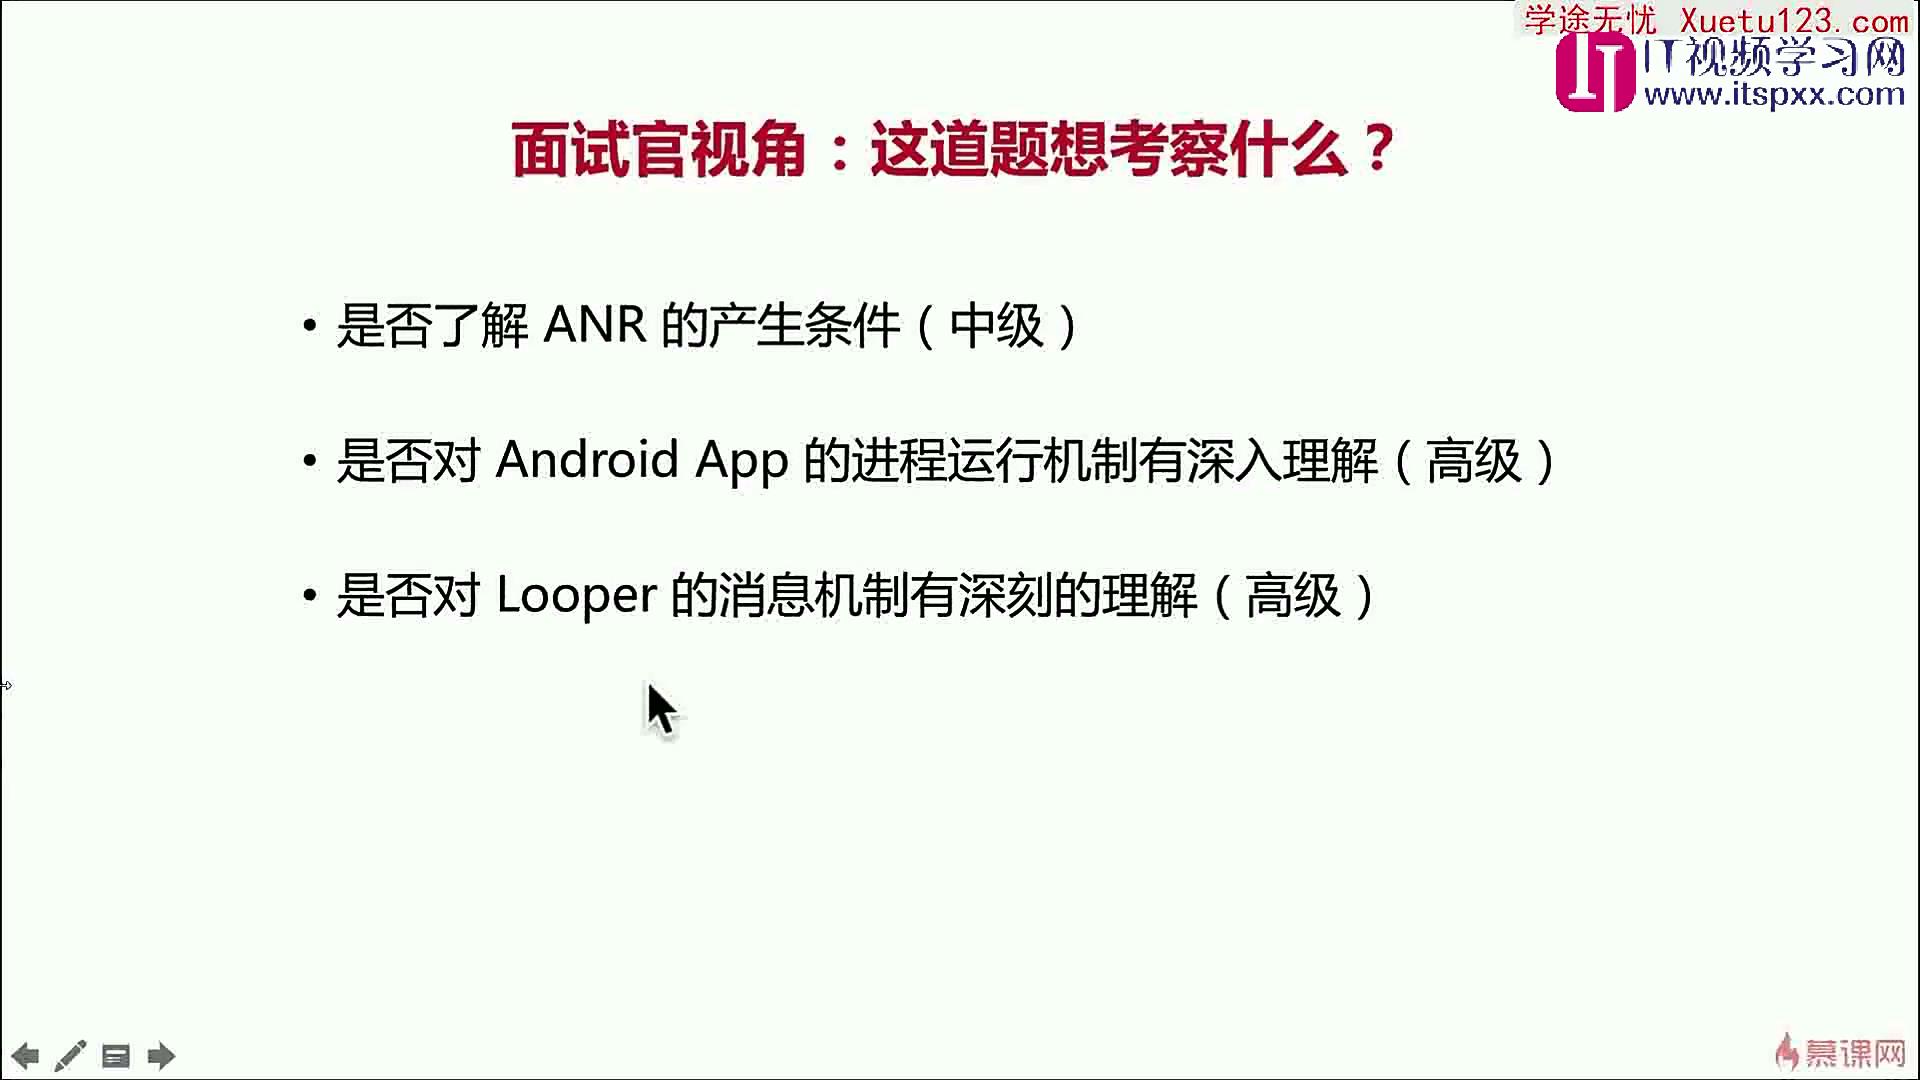 学途无忧 Xuetu123.com
IT视频学习网
www.itspxx.com
面试官视角：这道题想考察什么？
• 是否了解 ANR 的产生条件（中级）
• 是否对 Android App 的进程运行机制有深入理解（高级）
• 是否对 Looper 的消息机制有深刻的理解（高级）
慕课网